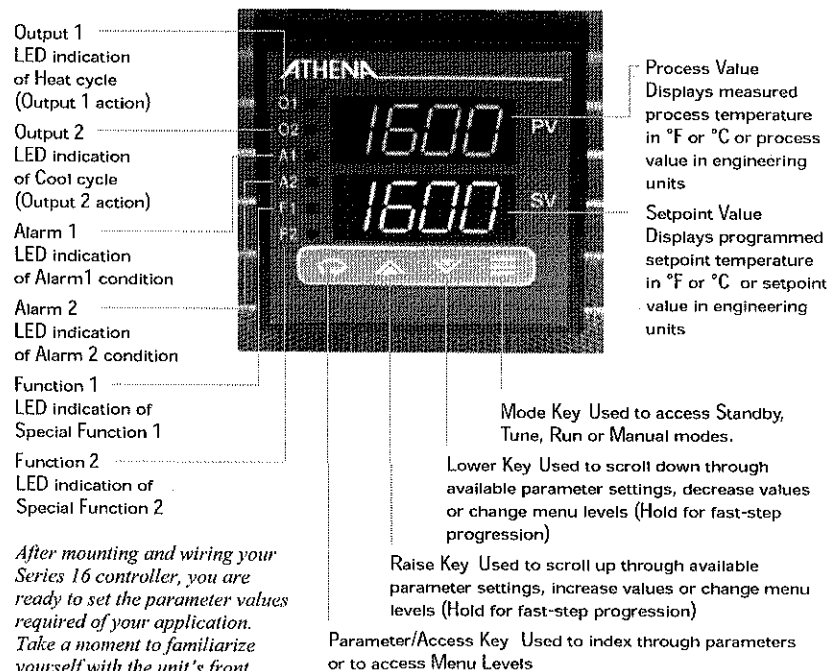 Output 1
LED indication
of Heat cycle
(Output 1 action)
Output 2
LED indication
of Cool cycle
(Output 2 action)
Alarm 1
LED indication
of Alarm1 condition
Alarm 2
LED indication
of Alarm 2 condition
Function 1
LED indication of
Special Function 1
Function 2
LED indication of
Special Function 2
After mounting and wiring your
Series 16 controller, you are
ready to set the parameter values
required of your application.
Take a moment to familiarize
yourself with the unit's front
ATHENA
O1
O2
A1
A2
F1
F2
1600
PV
1600
SV
Process Value
Displays measured
process temperature
in °F or °C or process
value in engineering
units
Setpoint Value
Displays programmed
setpoint temperature
in °F or °C or setpoint
value in engineering
units
Mode Key Used to access Standby,
Tune, Run or Manual modes.
Lower Key Used to scroll down through
available parameter settings, decrease values
or change menu levels (Hold for fast-step
progression)
Raise Key Used to scroll up through available
parameter settings, increase values or change menu
levels (Hold for fast-step progression)
Parameter/Access Key Used to index through parameters
or to access Menu Levels